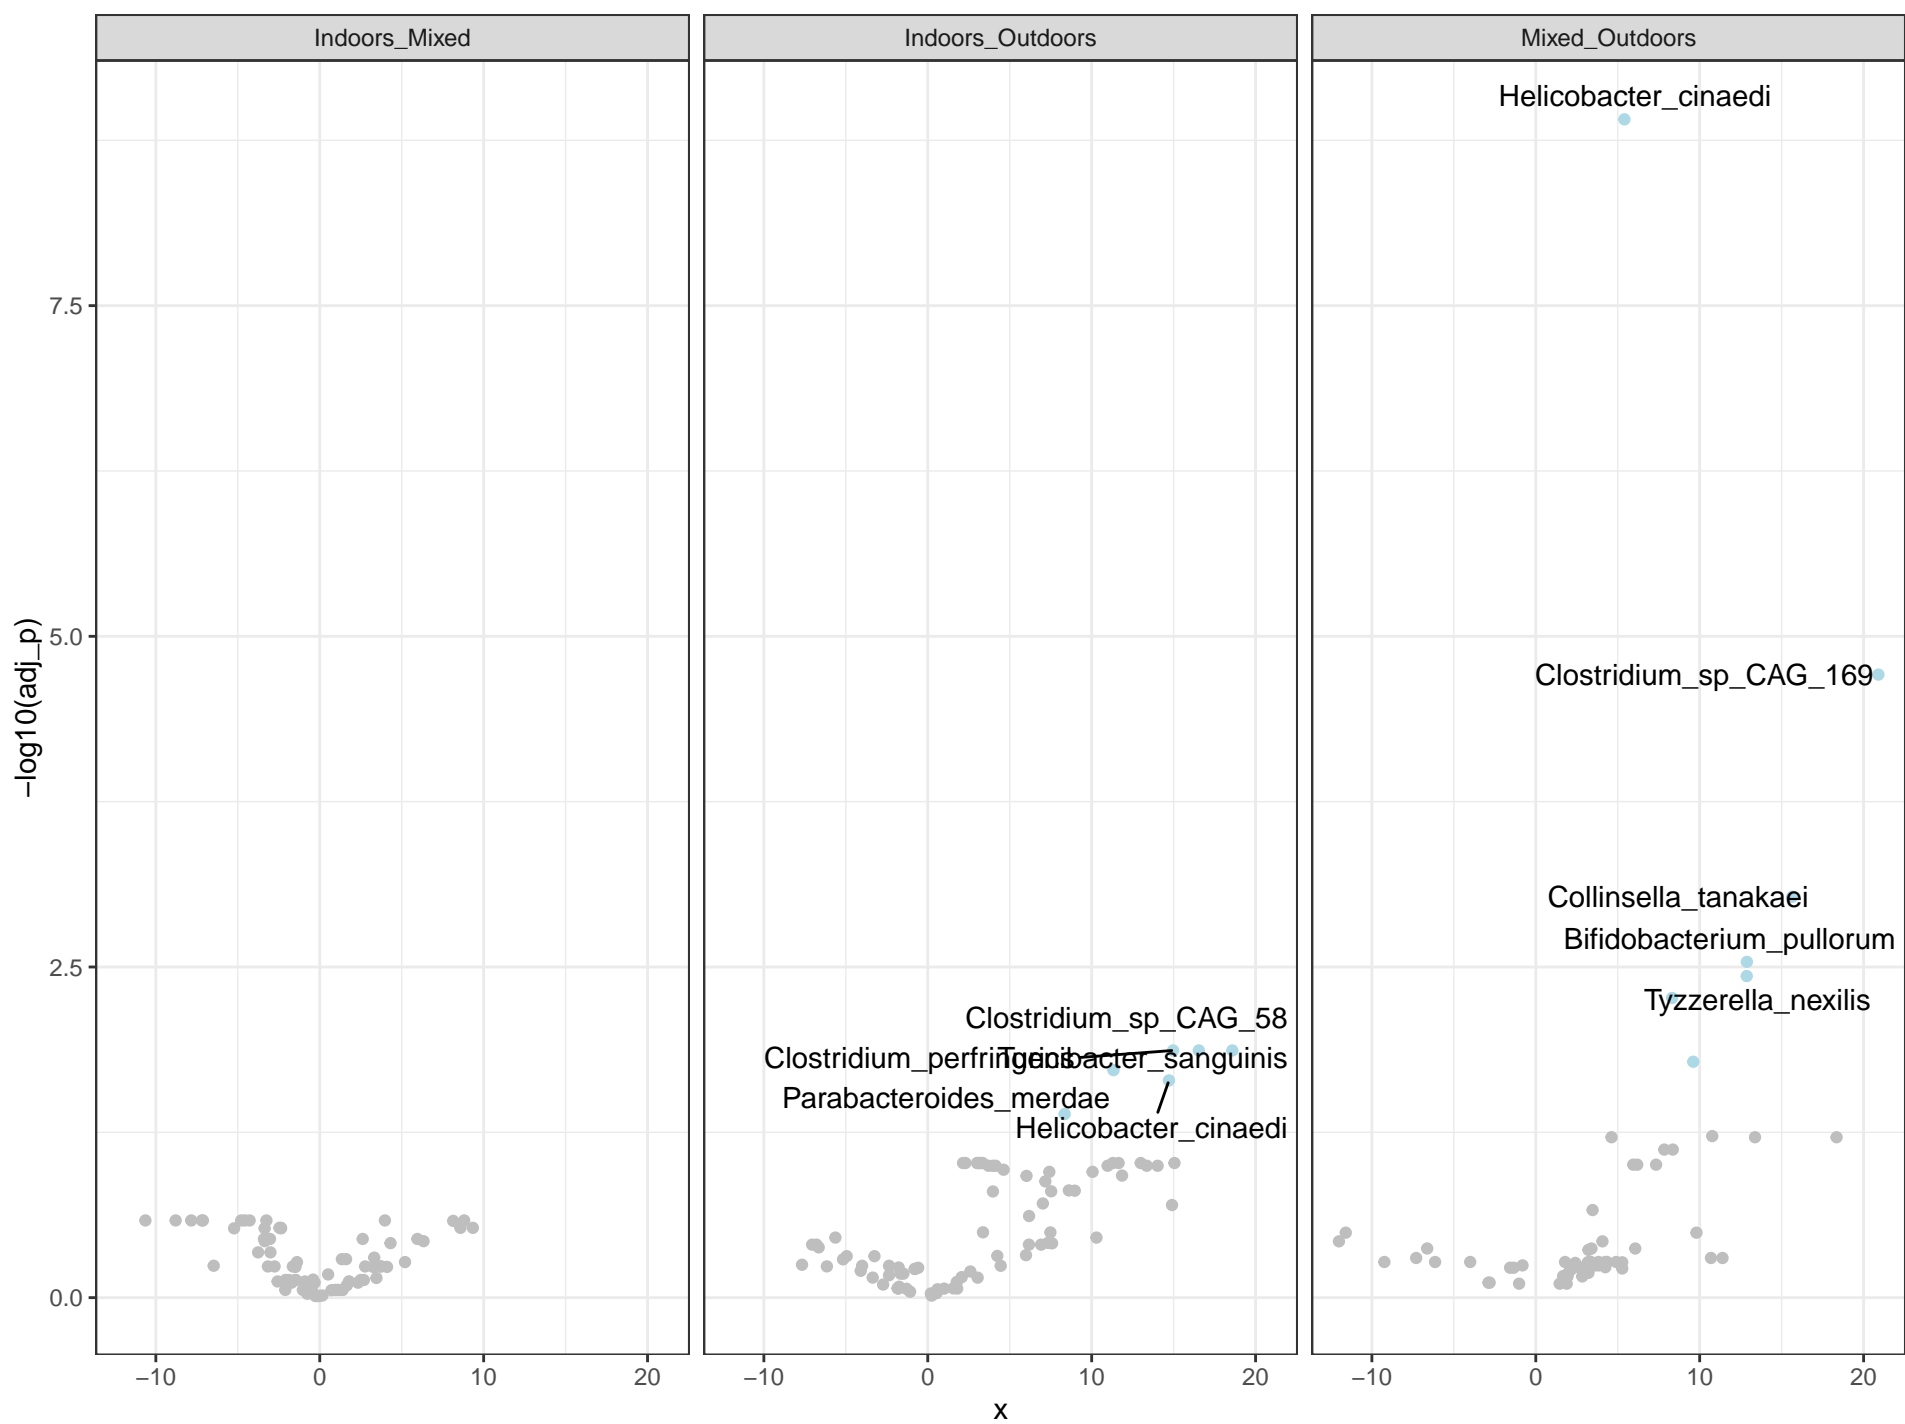 Indoors_Mixed
Indoors_Outdoors
Mixed_Outdoors
Helicobacter_cinaedi
7.5
5.0
Clostridium_sp_CAG_169
−log10(adj_p)
Collinsella_tanakaei
Bifidobacterium_pullorum
2.5
Tyzzerella_nexilis
Clostridium_sp_CAG_58
Clostridium_perfringens
Turicibacter_sanguinis
Parabacteroides_merdae
Helicobacter_cinaedi
0.0
−10 0 10 20
−10 0 10 20
−10 0 10 20
x